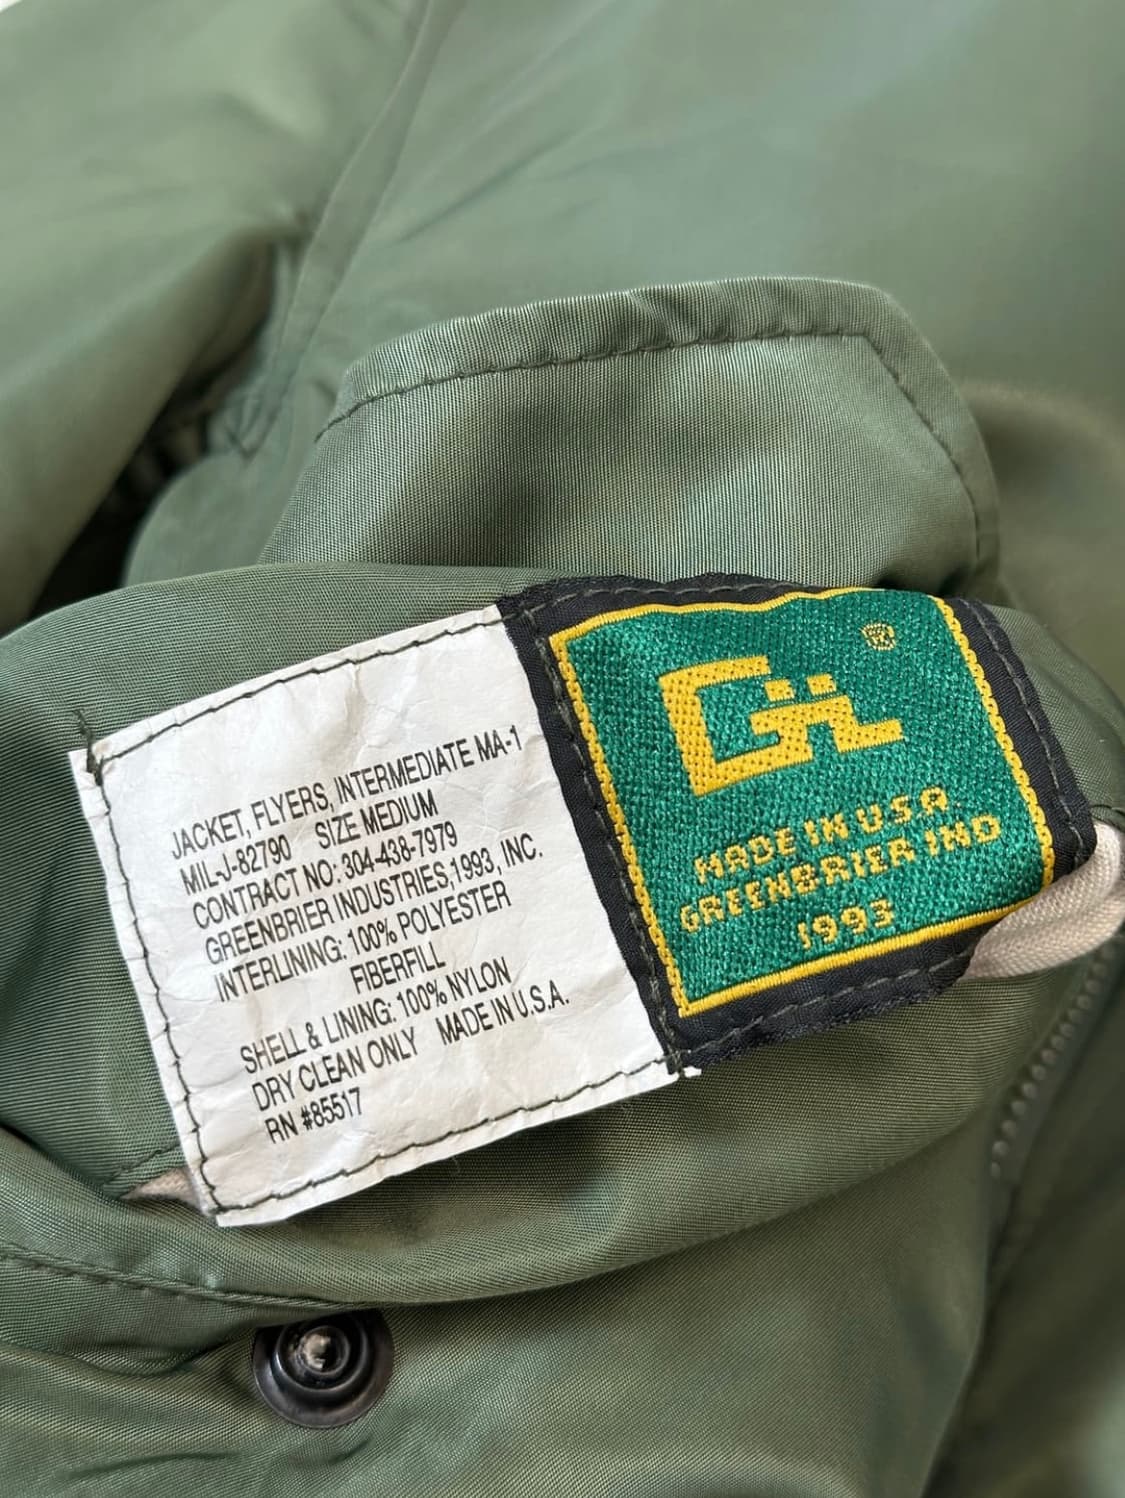 JACKET, FLYERS, INTERMEDIATE MA-1
MIL-J-82790 SIZE MEDIUM
CONTRACT NO: 304-438-7979
GREENBRIER INDUSTRIES,1993, INC.
INTERLINING: 100% POLYESTER
FIBERFILL
SHELL & LINING: 100% NYLON
DRY CLEAN ONLY MADE IN U.S.A.
RN #85517
®
MADE IN U.S.A.
GREENBRIER IND
1993